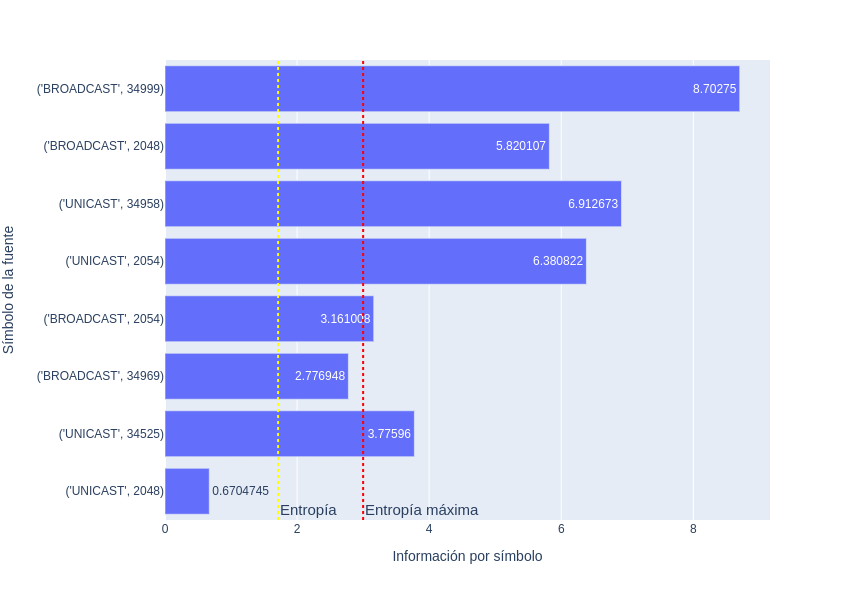 ('BROADCAST', 34999)
8.70275
('BROADCAST', 2048)
5.820107
('UNICAST', 34958)
6.912673
('UNICAST', 2054)
6.380822
('BROADCAST', 2054)
3.161008
('BROADCAST', 34969)
2.776948
('UNICAST', 34525)
3.77596
('UNICAST', 2048)
0.6704745
Entropía
Entropía máxima
0 2 4 6 8
Información por símbolo
Símbolo de la fuente